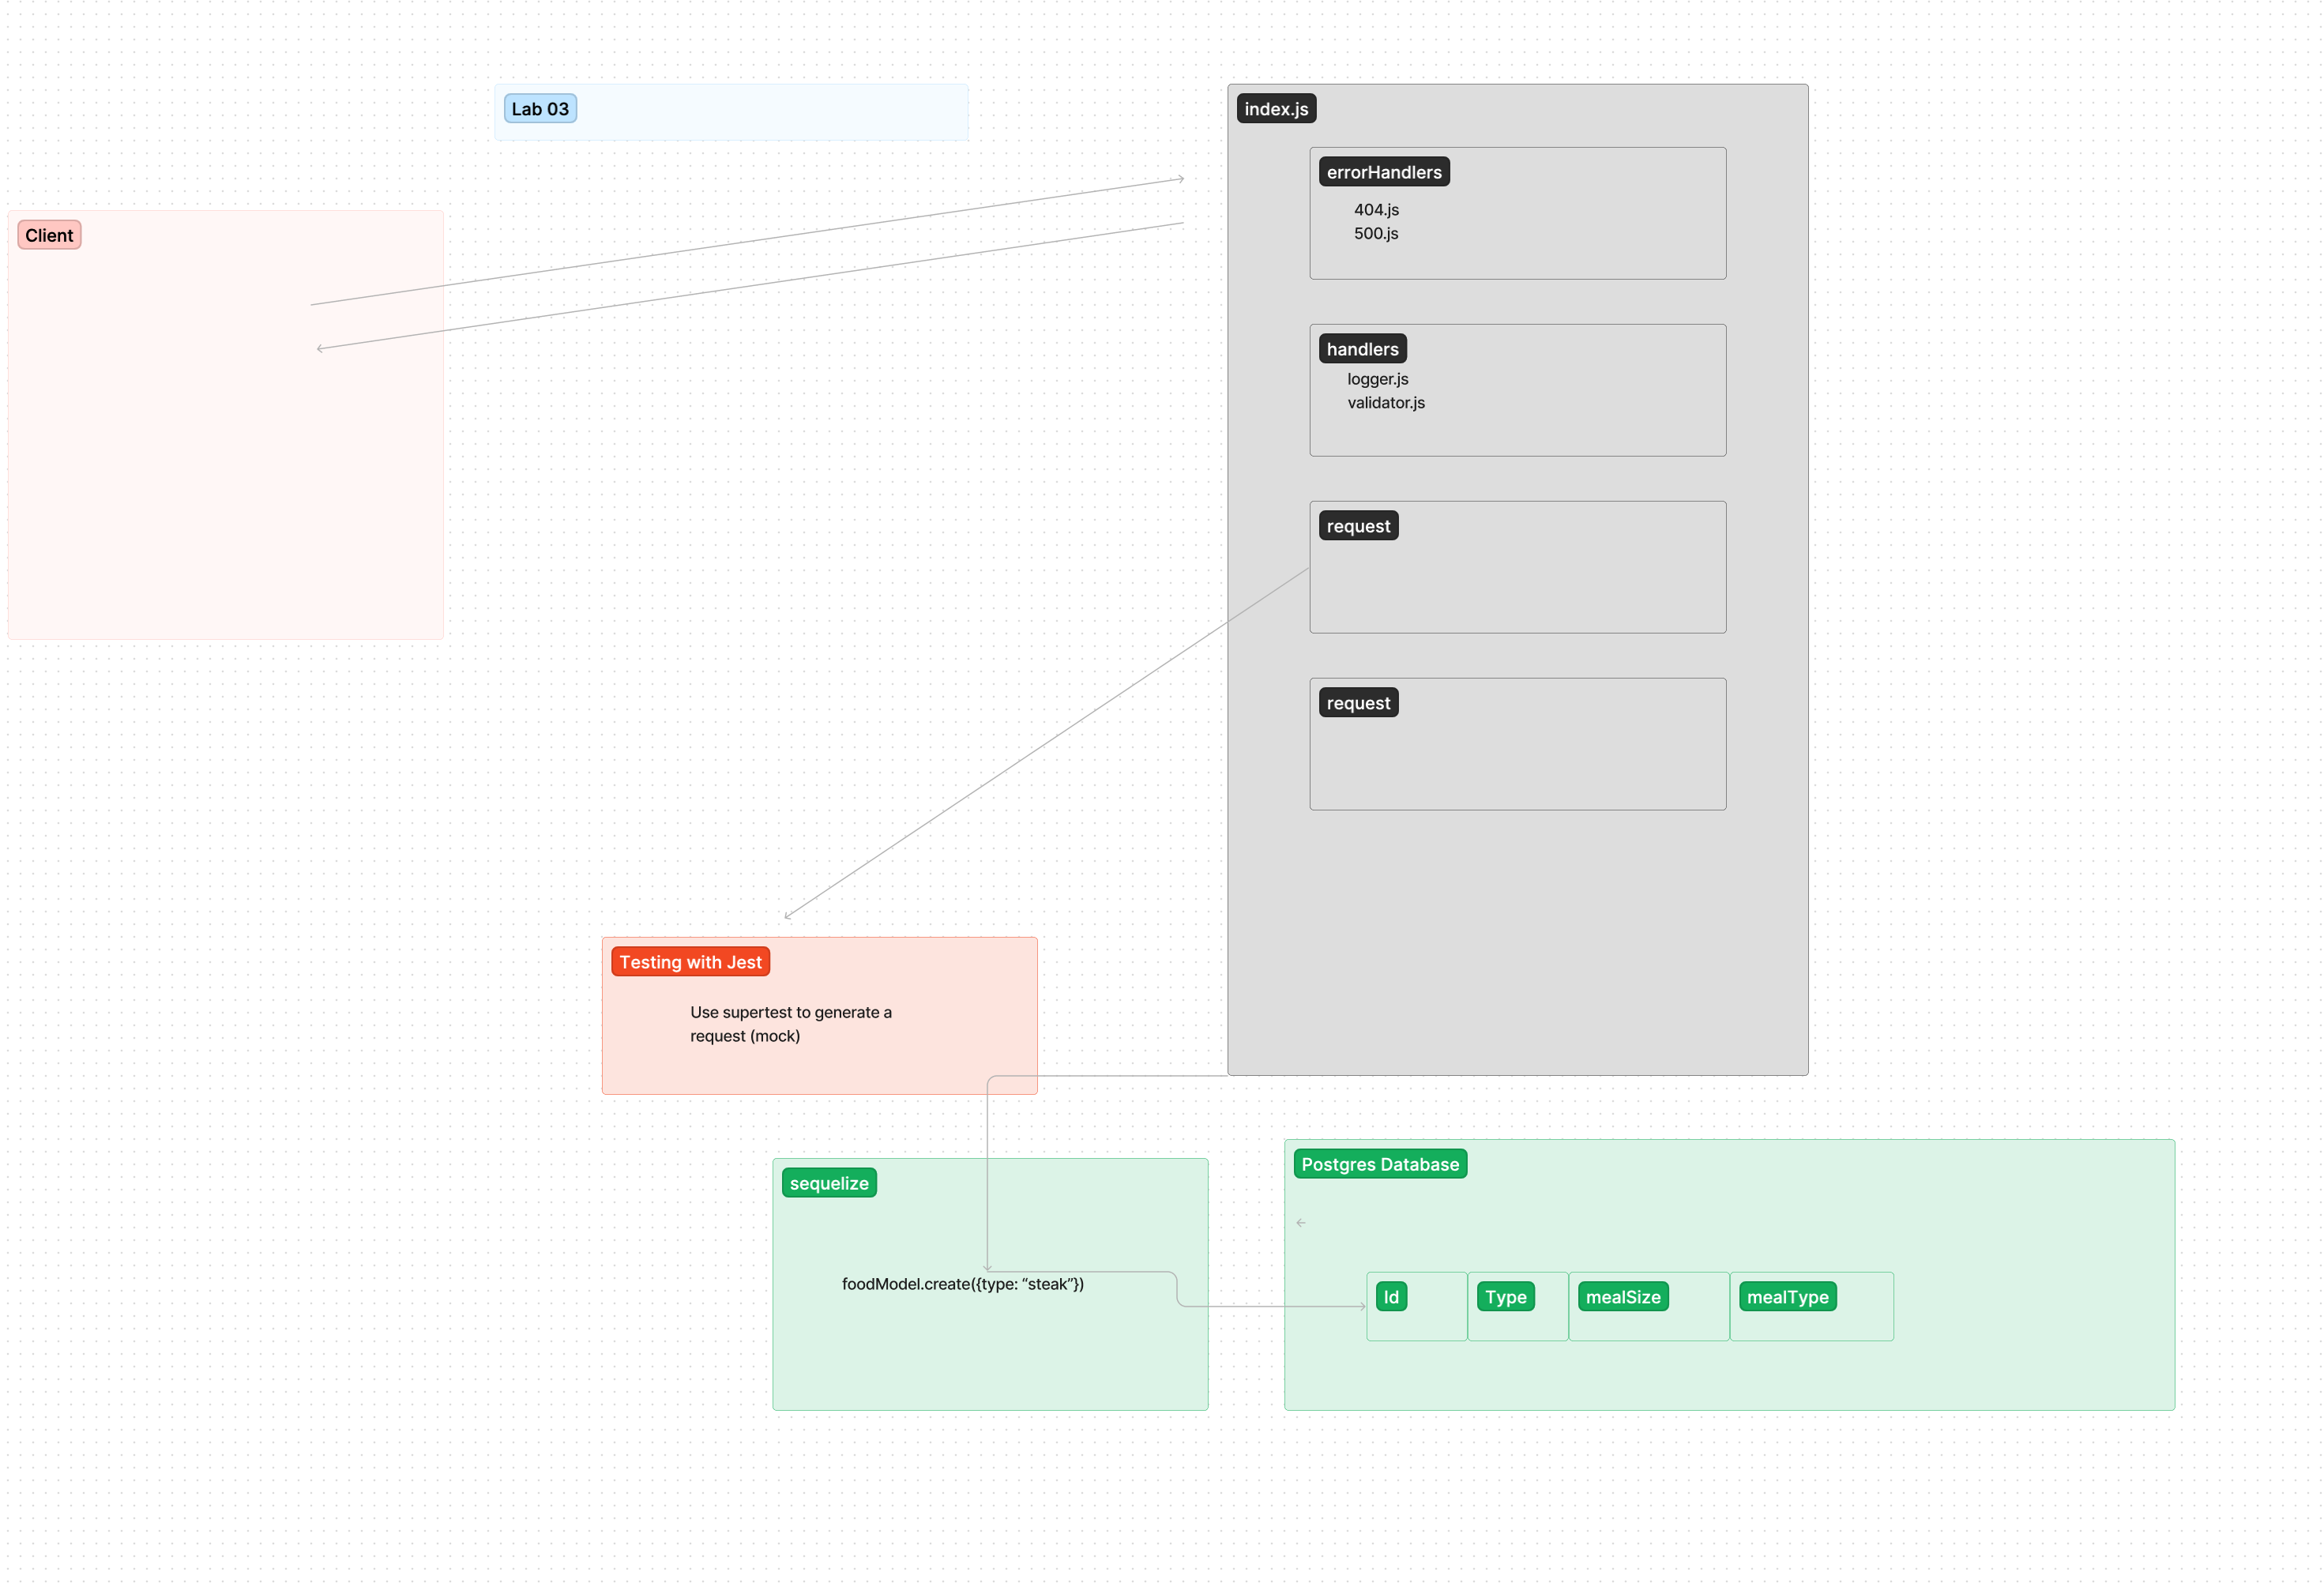 Lab 03
index.js
errorHandlers
404.js
500.js
Client
handlers
logger.js
validator.js
request
request
Testing with Jest
Use supertest to generate a
request (mock)
Postgres Database
sequelize
foodModel.create({type: “steak”})
Id
Type
mealSize
mealType